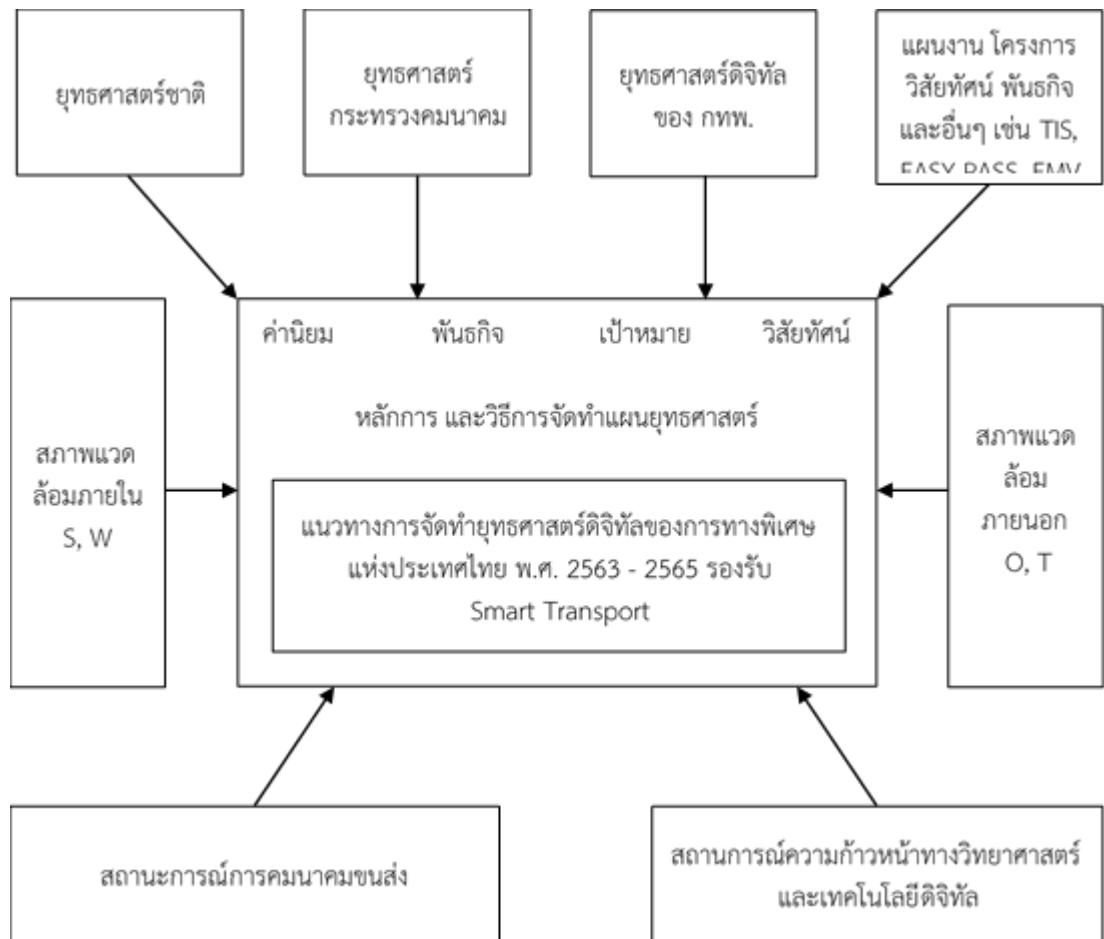 ยุทธศาสตร์ชาติ
ยุทธศาสตร์
กระทรวงคมนาคม
ยุทธศาสตร์ดิจิทัล
ของ กทพ.
แผนงาน โครงการ
วิสัยทัศน์ พันธกิจ
และอื่นๆ เช่น TIS,
EASY PASS, EMV
ค่านิยม พันธกิจ เป้าหมาย วิสัยทัศน์
หลักการ และวิธีการจัดทำแผนยุทธศาสตร์
สภาพแวด
ล้อมภายใน
S, W
แนวทางการจัดทำยุทธศาสตร์ดิจิทัลของการทางพิเศษ
แห่งประเทศไทย พ.ศ. 2563 - 2565 รองรับ
Smart Transport
สภาพแวด
ล้อม
ภายนอก
O, T
สถานะการณ์การคมนาคมขนส่ง
สถานการณ์ความก้าวหน้าทางวิทยาศาสตร์
และเทคโนโลยีดิจิทัล